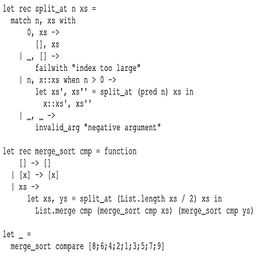 let rec split_at n xs =
  match n, xs with
      0, xs ->
        [], xs
    | _, [] ->
        failwith "index too large"
    | n, x::xs when n > 0 ->
        let xs', xs'' = split_at (pred n) xs in
          x::xs', xs''
    | _, _ ->
        invalid_arg "negative argument"

let rec merge_sort cmp = function
    [] -> []
  | [x] -> [x]
  | xs ->
      let xs, ys = split_at (List.length xs / 2) xs in
        List.merge cmp (merge_sort cmp xs) (merge_sort cmp ys)

let _ =
  merge_sort compare [8;6;4;2;1;3;5;7;9]